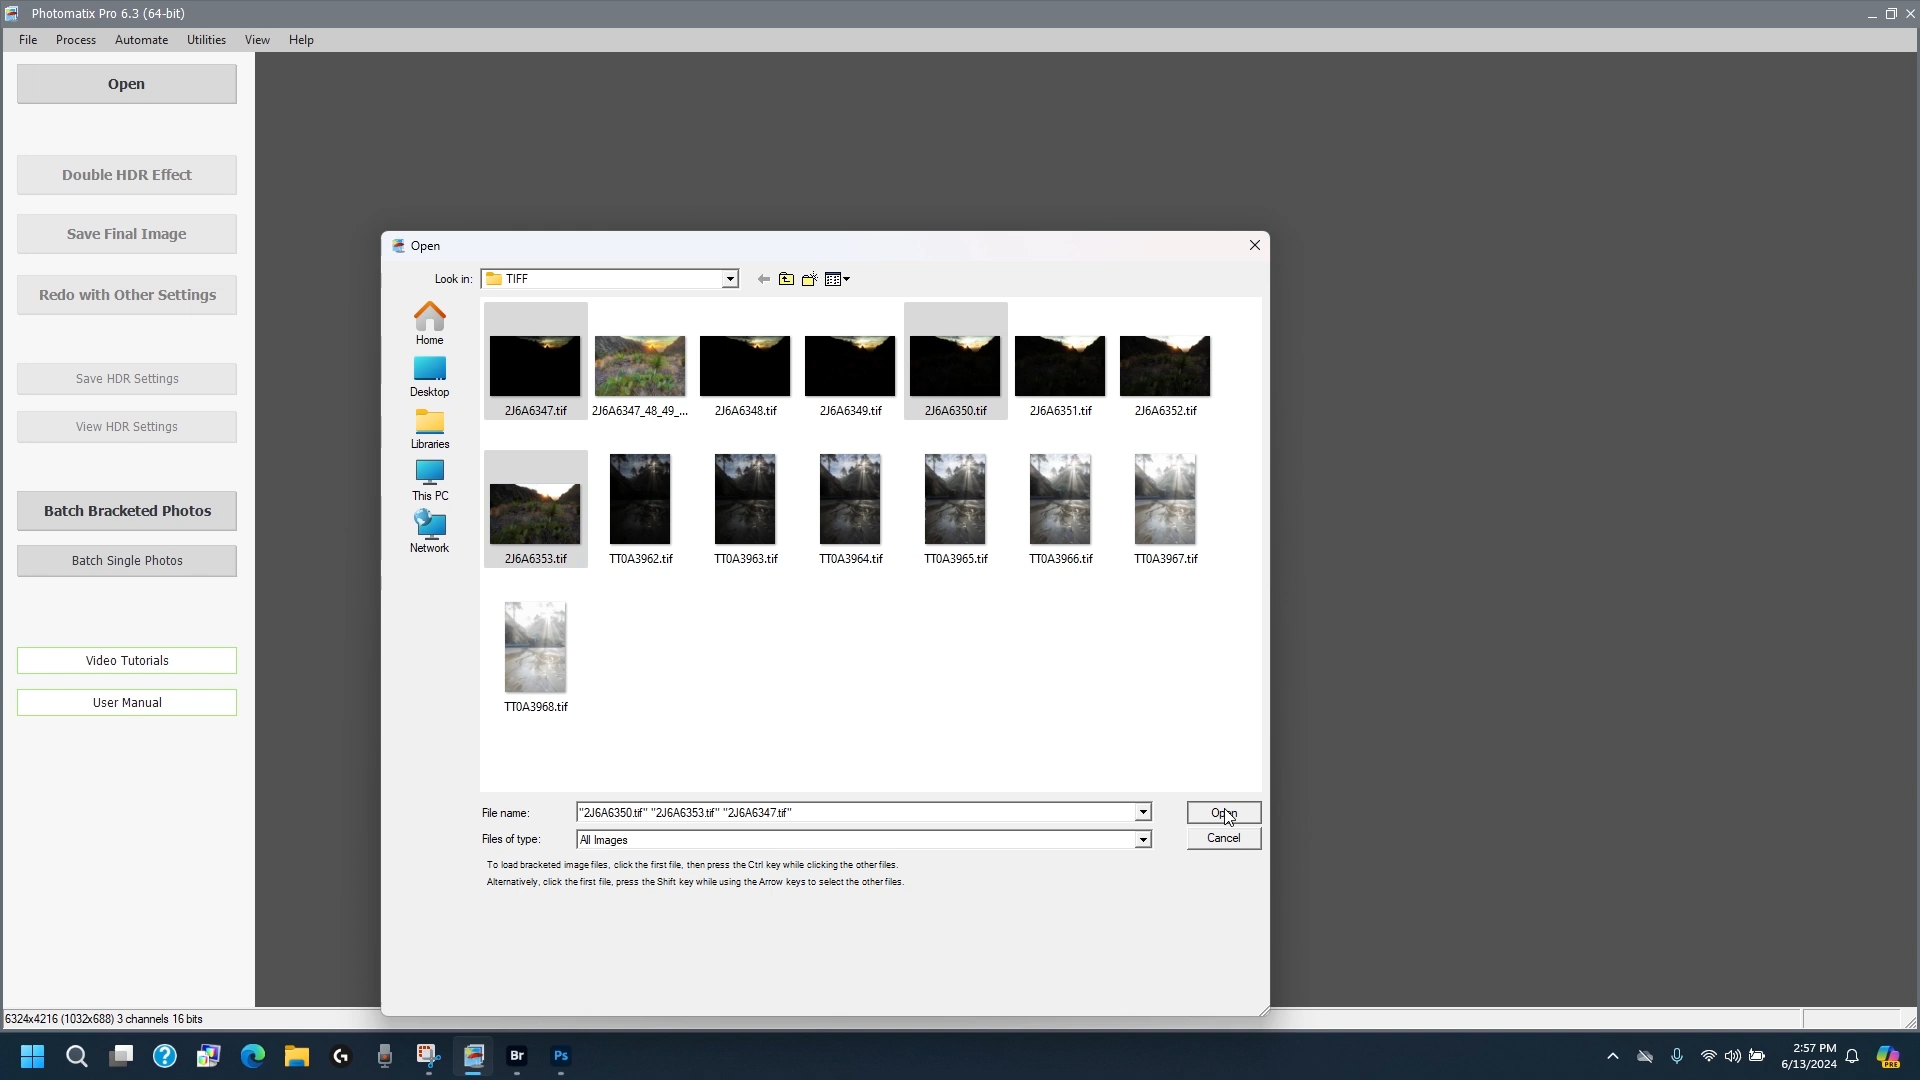 Photomatix Pro 6.3 (64-bit)
File Process Automate Utilities View Help
Open
Double HDR Effect
Save Final Image
Redo with Other Settings
Save HDR Settings
View HDR Settings
Batch Bracketed Photos
Batch Single Photos
Video Tutorials
User Manual
Open
Look in: TIFF
Home
Desktop
Libraries
This PC
Network
2J6A6347.tif 2J6A6347_48_49_... 2J6A6348.tif 2J6A6349.tif 2J6A6350.tif 2J6A6351.tif 2J6A6352.tif
2J6A6353.tif TT0A3962.tif TT0A3963.tif TT0A3964.tif TT0A3965.tif TT0A3966.tif TT0A3967.tif
TT0A3968.tif
File name: "2J6A6350.tif" "2J6A6353.tif" "2J6A6347.tif" Open
Files of type: All Images Cancel
To load bracketed image files, click the first file, then press the Ctrl key while clicking the other files.
Alternatively, click the first file, press the Shift key while using the Arrow keys to select the other files.
6324x4216 (1032x688) 3 channels 16 bits
Br Ps
2:57 PM
6/13/2024
PRE